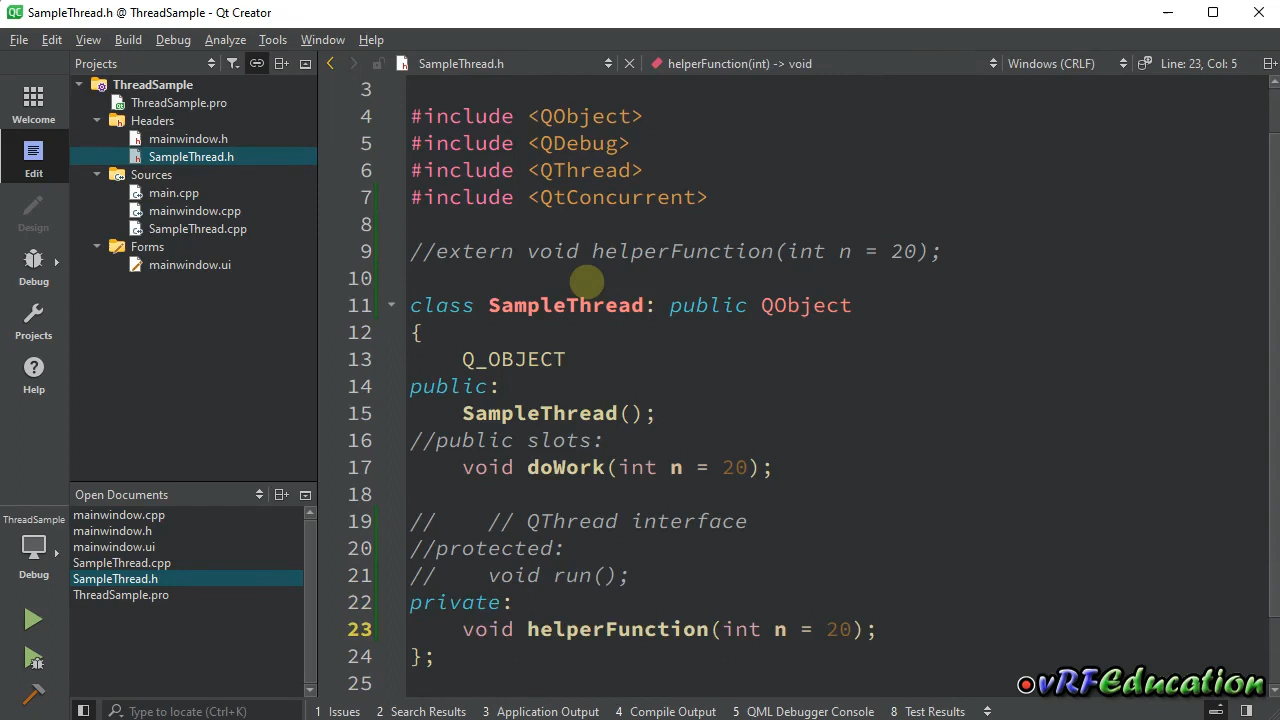 SampleThread.h @ ThreadSample - Qt Creator
File Edit View Build Debug Analyze Tools Window Help
Projects
SampleThread.h
helperFunction(int) -> void
Windows (CRLF)
Line: 23, Col: 5
Welcome
Edit
Design
Debug
Projects
Help
ThreadSample
Debug
ThreadSample
ThreadSample.pro
Headers
mainwindow.h
SampleThread.h
Sources
main.cpp
mainwindow.cpp
SampleThread.cpp
Forms
mainwindow.ui
Open Documents
mainwindow.cpp
mainwindow.h
mainwindow.ui
SampleThread.cpp
SampleThread.h
ThreadSample.pro
3
4 #include <QObject>
5 #include <QDebug>
6 #include <QThread>
7 #include <QtConcurrent>
8
9 //extern void helperFunction(int n = 20);
10
11 class SampleThread: public QObject
12 {
13 Q_OBJECT
14 public:
15 SampleThread();
16 //public slots:
17 void doWork(int n = 20);
18
19 // // QThread interface
20 //protected:
21 // void run();
22 private:
23 void helperFunction(int n = 20);
24 };
25
vRFEducation
Type to locate (Ctrl+K)
1 Issues 2 Search Results 3 Application Output 4 Compile Output 5 QML Debugger Console 8 Test Results